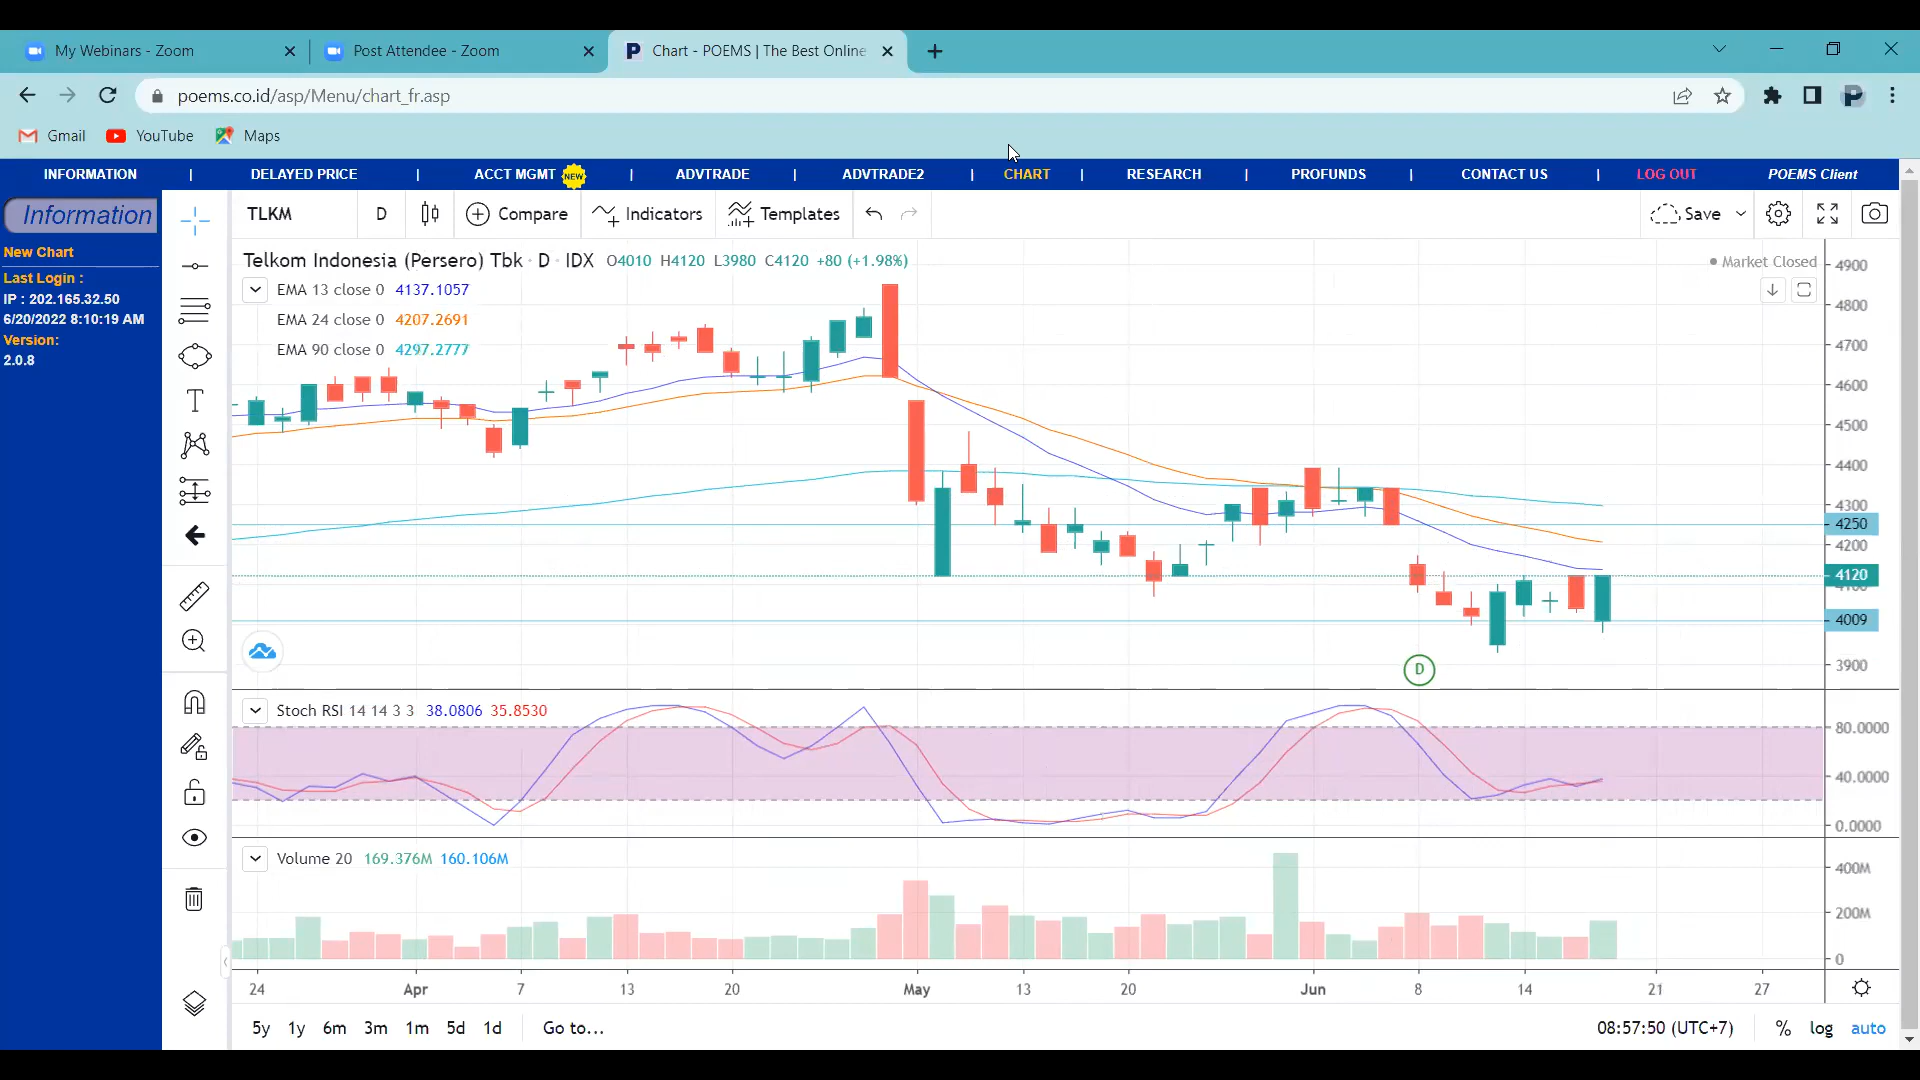 My Webinars - Zoom
Post Attendee - Zoom
P Chart - POEMS | The Best Online
poems.co.id/asp/Menu/chart_fr.asp
Gmail YouTube Maps
INFORMATION | DELAYED PRICE | ACCT MGMT NEW | ADVTRADE | ADVTRADE2 | CHART | RESEARCH | PROFUNDS | CONTACT US | LOG OUT POEMS Client
Information
New Chart
Last Login :
IP : 202.165.32.50
6/20/2022 8:10:19 AM
Version:
2.0.8
TLKM D Compare Indicators Templates Save
Telkom Indonesia (Persero) Tbk · D · IDX O4010 H4120 L3980 C4120 +80 (+1.98%)
Market Closed
EMA 13 close 0 4137.1057
EMA 24 close 0 4207.2691
EMA 90 close 0 4297.2777
4900
4800
4700
4600
4500
4400
4300
4250
4200
4120
4100
4009
3900
D
Stoch RSI 14 14 3 3 38.0806 35.8530
80.0000
40.0000
0.0000
Volume 20 169.376M 160.106M
400M
200M
0
24 Apr 7 13 20 May 13 20 Jun 8 14 21 27
5y 1y 6m 3m 1m 5d 1d Go to... 08:57:50 (UTC+7) % log auto